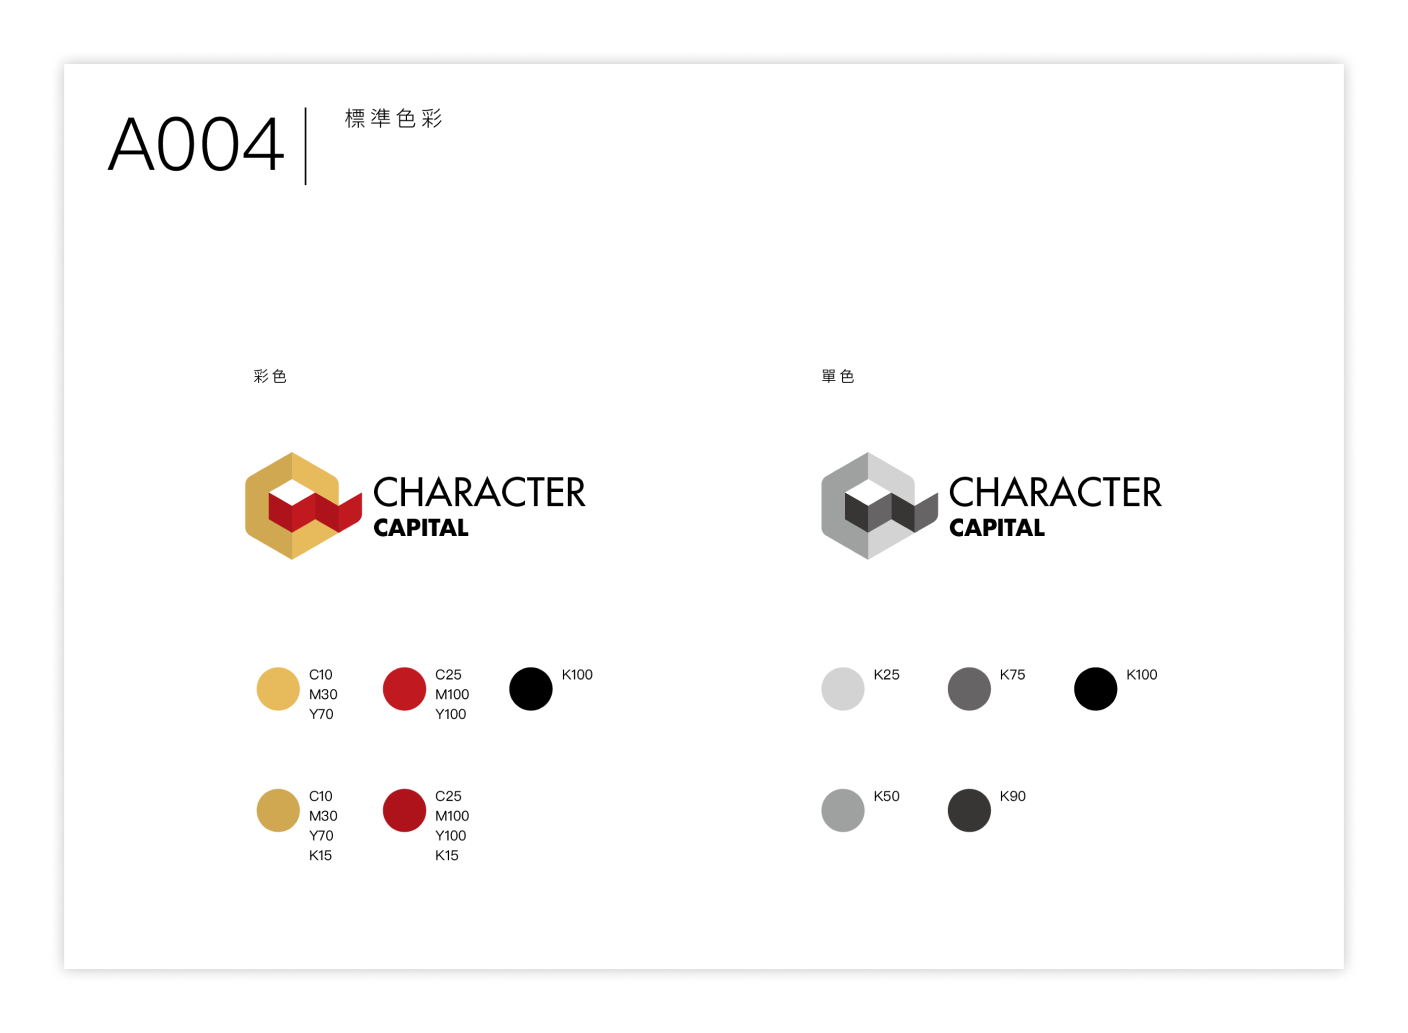 A004
標準色彩
彩色
單色
CHARACTER
CAPITAL
CHARACTER
CAPITAL
C10
M30
Y70
C25
M100
Y100
K100
K25
K75
K100
C10
M30
Y70
K15
C25
M100
Y100
K15
K50
K90